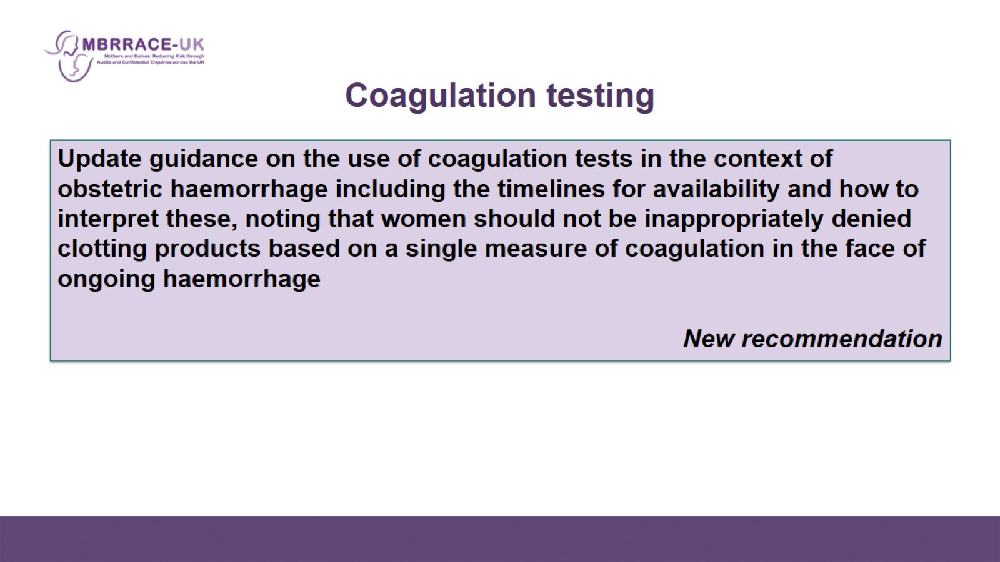 MBRRACE-UK
Mothers and Babies: Reducing Risk through
Audits and Confidential Enquiries across the UK
Coagulation testing
Update guidance on the use of coagulation tests in the context of
obstetric haemorrhage including the timelines for availability and how to
interpret these, noting that women should not be inappropriately denied
clotting products based on a single measure of coagulation in the face of
ongoing haemorrhage
New recommendation